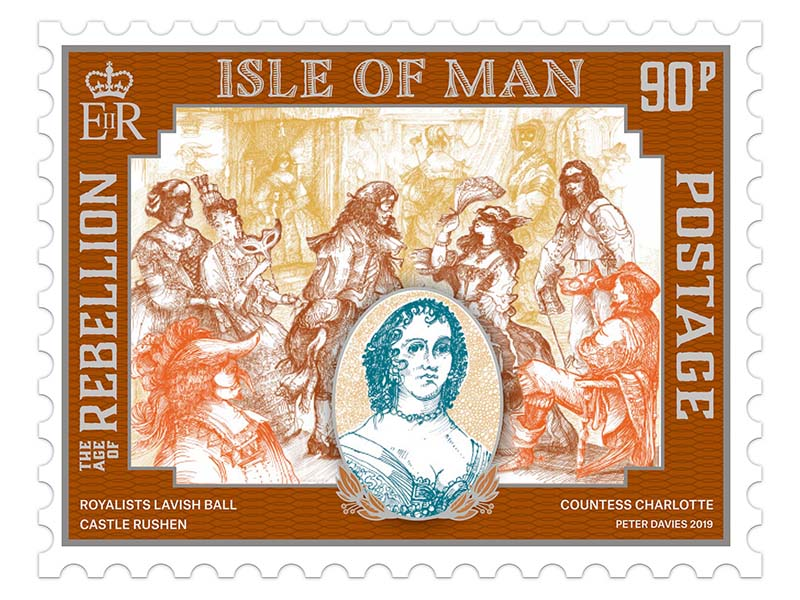 ISLE OF MAN
90P
EIIR
THE AGE OF REBELLION
POSTAGE
ROYALISTS LAVISH BALL
CASTLE RUSHEN
COUNTESS CHARLOTTE
PETER DAVIES 2019